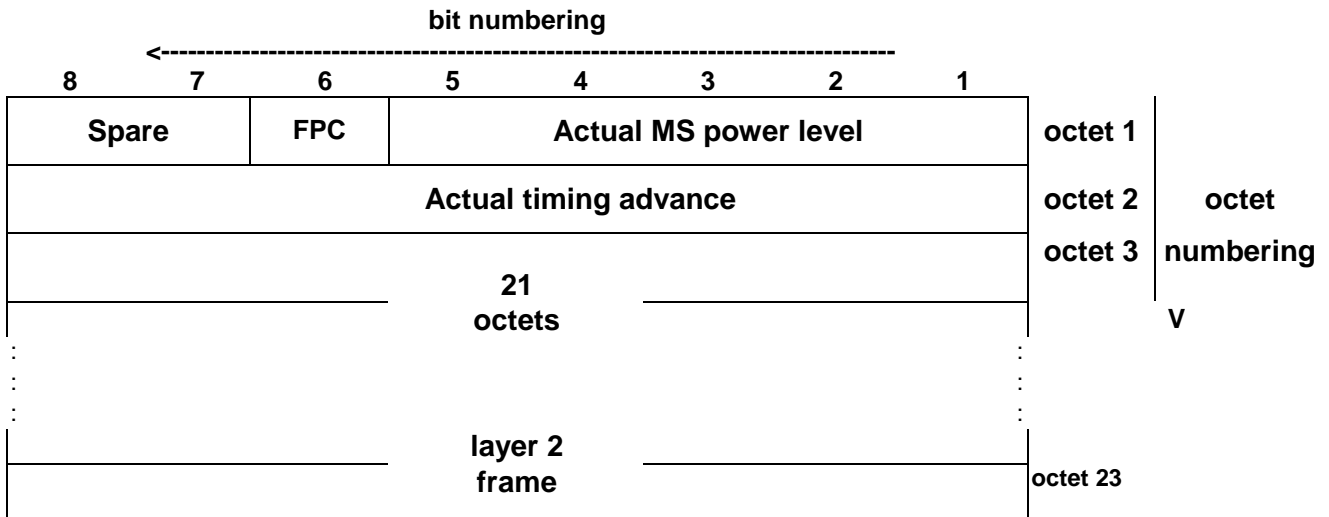 bit numbering
<---------------------------------------------------------------------------------
8 7 6 5 4 3 2 1
Spare FPC Actual MS power level octet 1
Actual timing advance octet 2 octet
octet 3 numbering
21
octets
V
: :
: :
: :
layer 2
frame octet 23